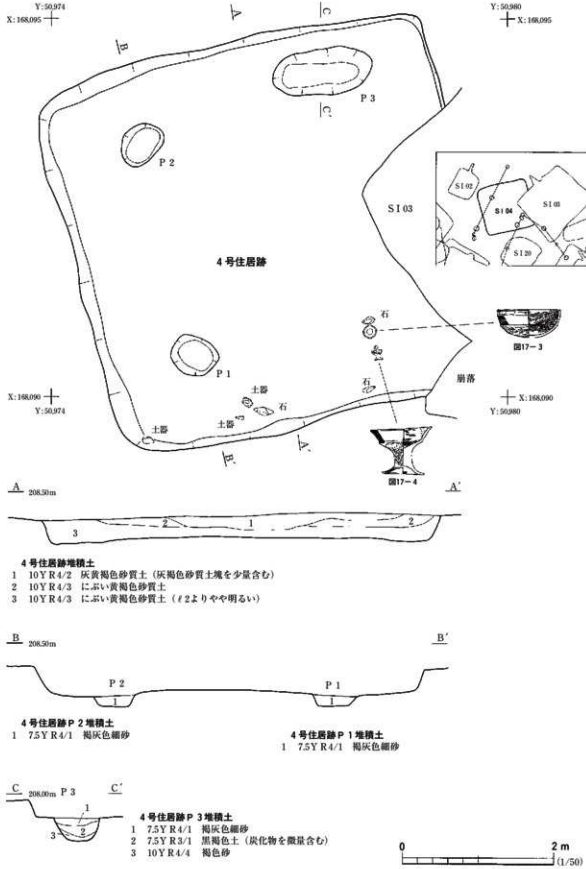 Y:50,974
X:168,095
Y:50,980
X:168,095
A
C
B
P 3
C′
P 2
S I 03
S I 02
S I 04
S I 03
S I 20
4号住居跡
石
図17－3
P 1
土器
土器
石
土器
石
崩落
X:168,090
Y:50,974
X:168,090
Y:50,980
B′
A′
図17－4
A 208.50m A′
3 2 1 2
4号住居跡堆積土
1 10ＹＲ4/2 灰黄褐色砂質土（灰褐色砂質土塊を少量含む）
2 10ＹＲ4/3 にぶい黄褐色砂質土
3 10ＹＲ4/3 にぶい黄褐色砂質土（ℓ2よりやや明るい）
B 208.50m B′
P 2 P 1
1 1
4号住居跡Ｐ2堆積土
1 7.5ＹＲ4/1 褐灰色細砂
4号住居跡Ｐ1堆積土
1 7.5ＹＲ4/1 褐灰色細砂
C 208.00m P 3 C′
1
3 2
4号住居跡Ｐ3堆積土
1 7.5ＹＲ4/1 褐灰色細砂
2 7.5ＹＲ3/1 黒褐色土（炭化物を微量含む）
3 10ＹＲ4/4 褐色砂
0 2 m
(1/50)